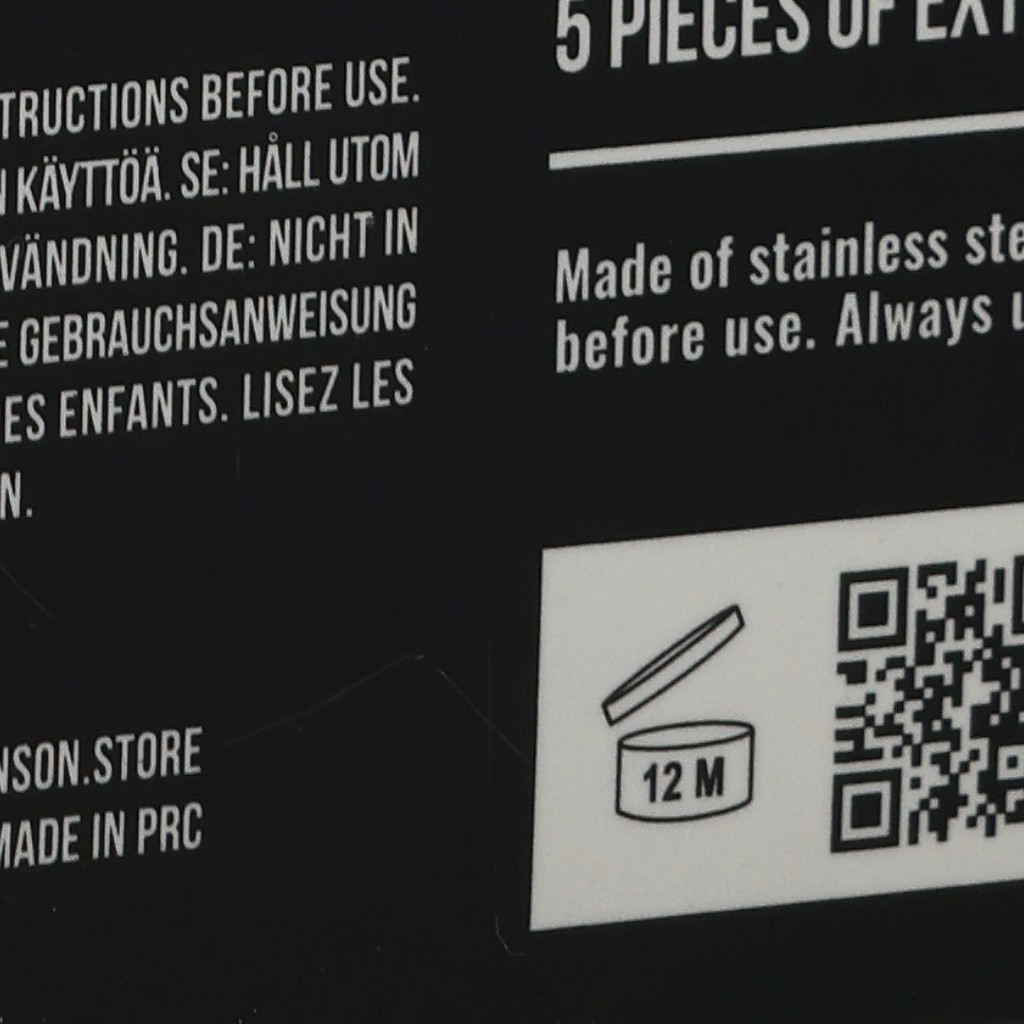 TRUCTIONS BEFORE USE.
KÄYTTÖÄ. SE: HÅLL UTOM
VÄNDNING. DE: NICHT IN
GEBRAUCHSANWEISUNG
ES ENFANTS. LISEZ LES
N.
NSON.STORE
MADE IN PRC
5 PIECES OF EXT
Made of stainless ste
before use. Always u
12 M